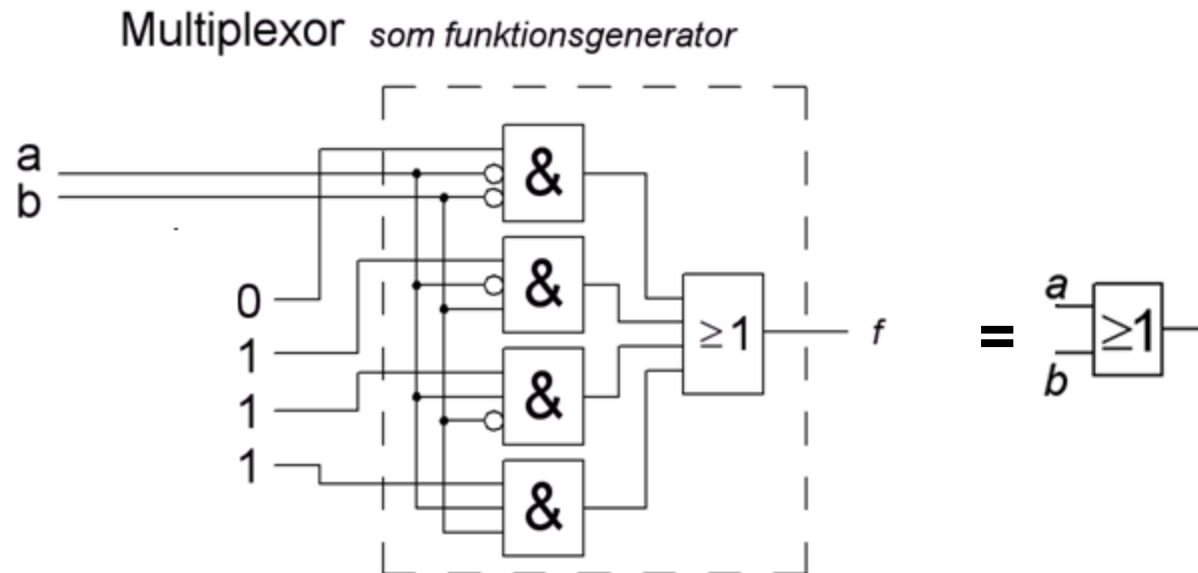 Multiplexor som funktionsgenerator
a
b
0
1
1
1
&
&
&
&
≥1
f
=
a
b
≥1